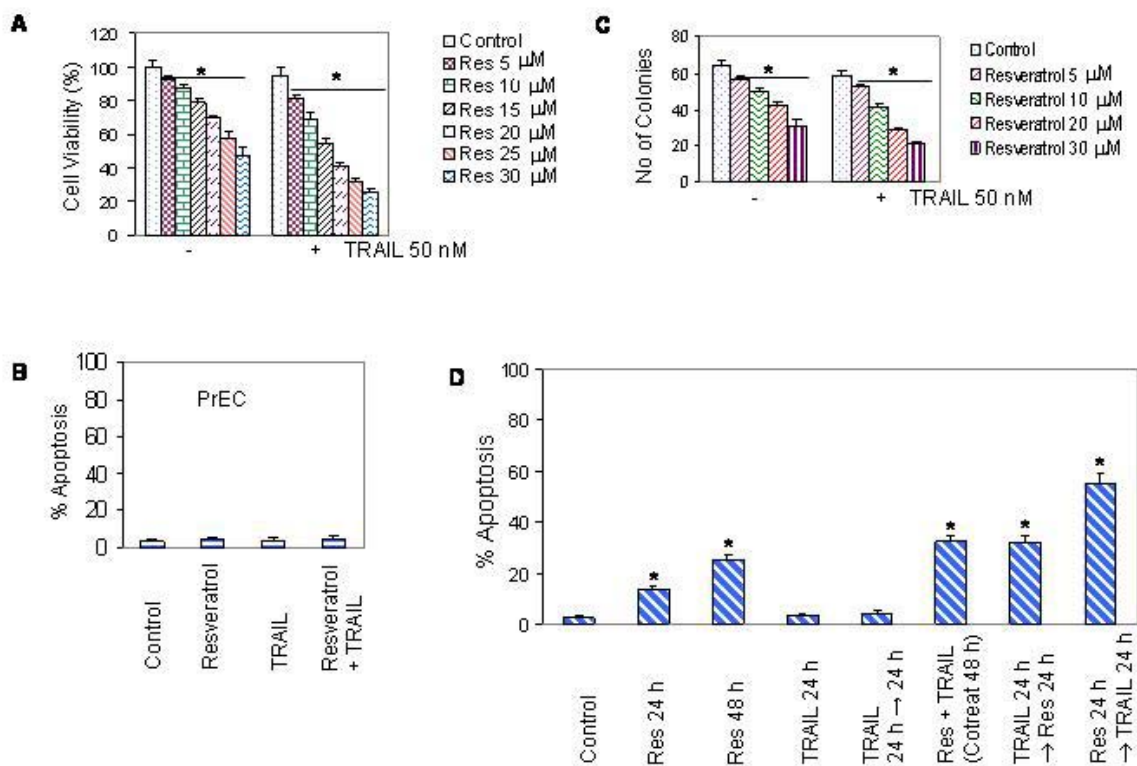 A
Cell Viability (%)
120
100
80
60
40
20
0
*
*
-
+
TRAIL 50 nM
Control
Res 5 μM
Res 10 μM
Res 15 μM
Res 20 μM
Res 25 μM
Res 30 μM
C
No of Colonies
80
60
40
20
0
*
*
-
+
TRAIL 50 nM
Control
Resveratrol 5 μM
Resveratrol 10 μM
Resveratrol 20 μM
Resveratrol 30 μM
B
% Apoptosis
100
80
60
40
20
0
PrEC
Control
Resveratrol
TRAIL
Resveratrol
+ TRAIL
D
% Apoptosis
100
80
60
40
20
0
*
*
*
*
*
Control
Res 24 h
Res 48 h
TRAIL 24 h
TRAIL
24 h → 24 h
Res + TRAIL
(Cotreat 48 h)
TRAIL 24 h
→ Res 24 h
Res 24 h
→ TRAIL 24 h